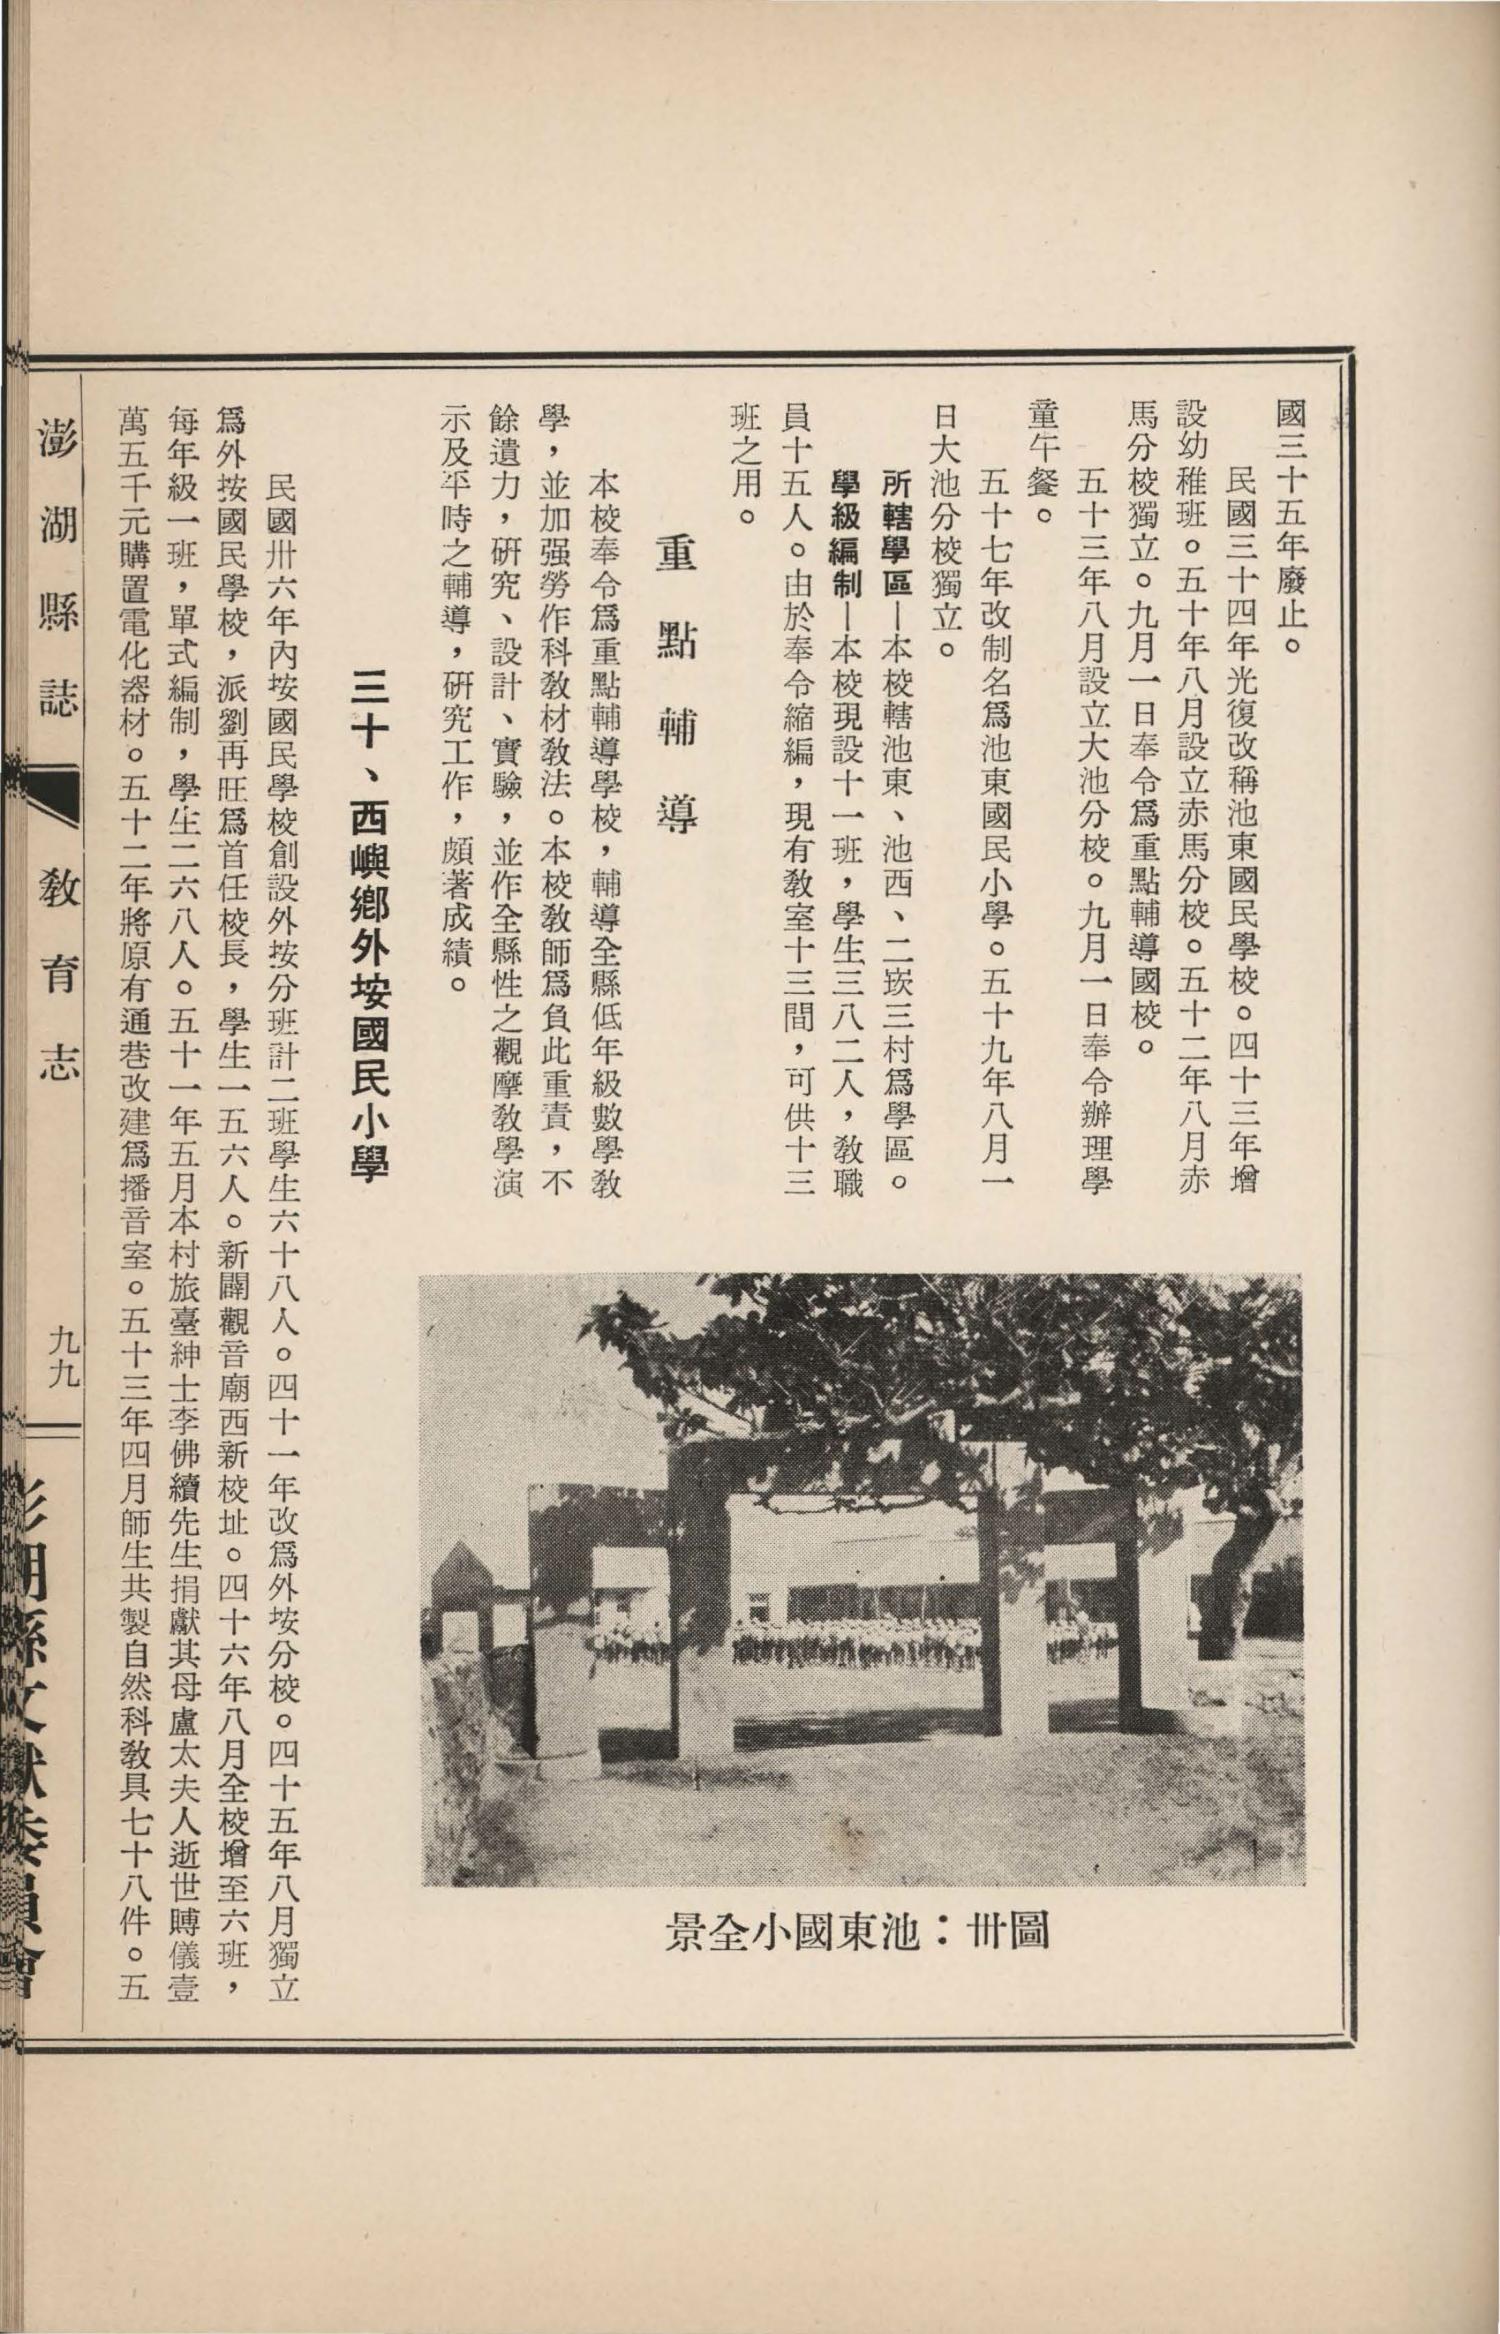 國三十五年廢止。
民國三十四年光復改稱池東國民學校。四十三年增
設幼稚班。五十年八月設立赤馬分校。五十二年八月赤
馬分校獨立。九月一日奉令爲重點輔導國校。
五十三年八月設立大池分校。九月一日奉令辦理學
童午餐。
五十七年改制名爲池東國民小學。五十九年八月一
日大池分校獨立。
所轄學區—本校轄池東、池西、二崁三村爲學區。
學級編制—本校現設十一班，學生三八二人，教職
員十五人。由於奉令縮編，現有教室十三間，可供十三
班之用。
重點輔導
本校奉令爲重點輔導學校，輔導全縣低年級數學教
學，並加强勞作科教材教法。本校教師爲負此重責，不
餘遺力，研究、設計、實驗，並作全縣性之觀摩教學演
示及平時之輔導，研究工作，頗著成績。
圖卅：池東國小全景
三十、西嶼鄉外垵國民小學
民國卅六年內垵國民學校創設外垵分班計二班學生六十八人。四十一年改爲外垵分校。四十五年八月獨立
爲外垵國民學校，派劉再旺爲首任校長，學生一五六人。新闢觀音廟西新校址。四十六年八月全校增至六班，
每年級一班，單式編制，學生二六八人。五十一年五月本村旅臺紳士李佛續先生捐獻其母盧太夫人逝世賻儀壹
萬五千元購置電化器材。五十二年將原有通巷改建爲播音室。五十三年四月師生共製自然科教具七十八件。五
澎湖縣誌
教育志
九九
澎湖縣文獻委員會